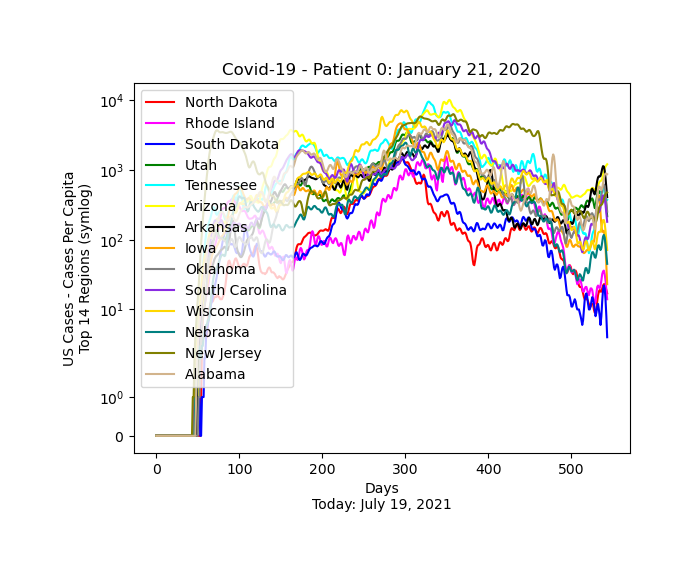 Covid-19 - Patient 0: January 21, 2020
US Cases - Cases Per Capita
Top 14 Regions (symlog)
10^4
10^3
10^2
10^1
10^0
0
North Dakota
Rhode Island
South Dakota
Utah
Tennessee
Arizona
Arkansas
Iowa
Oklahoma
South Carolina
Wisconsin
Nebraska
New Jersey
Alabama
0 100 200 300 400 500
Days
Today: July 19, 2021